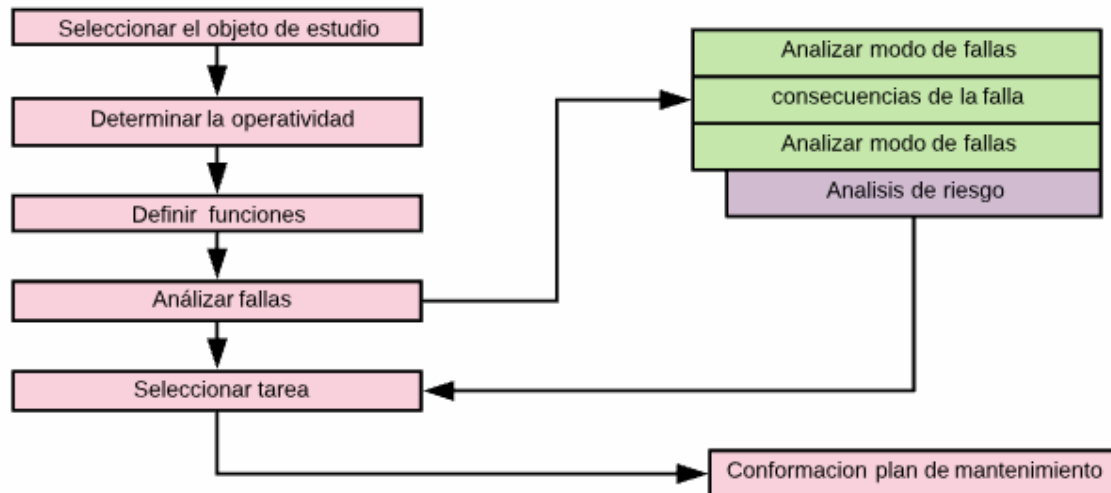 Seleccionar el objeto de estudio
Determinar la operatividad
Definir funciones
Análizar fallas
Seleccionar tarea
Analizar modo de fallas
consecuencias de la falla
Analizar modo de fallas
Analisis de riesgo
Conformacion plan de mantenimiento